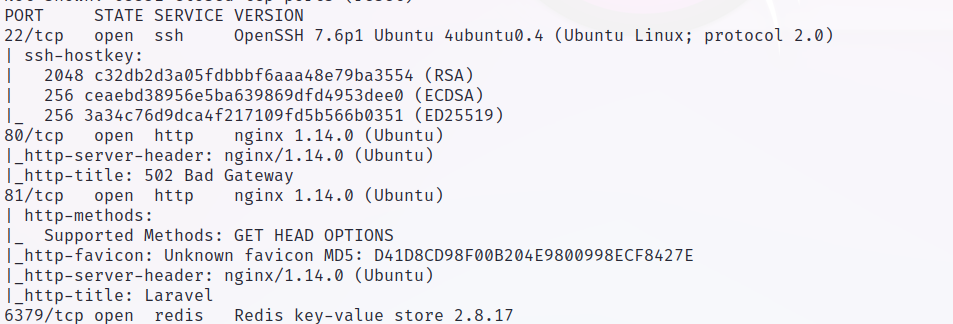 PORT     STATE SERVICE VERSION
22/tcp   open  ssh     OpenSSH 7.6p1 Ubuntu 4ubuntu0.4 (Ubuntu Linux; protocol 2.0)
| ssh-hostkey:
|   2048 c32db2d3a05fdbbbf6aaa48e79ba3554 (RSA)
|   256 ceaebd38956e5ba639869dfd4953dee0 (ECDSA)
|_  256 3a34c76d9dca4f217109fd5b566b0351 (ED25519)
80/tcp   open  http    nginx 1.14.0 (Ubuntu)
|_http-server-header: nginx/1.14.0 (Ubuntu)
|_http-title: 502 Bad Gateway
81/tcp   open  http    nginx 1.14.0 (Ubuntu)
| http-methods:
|_  Supported Methods: GET HEAD OPTIONS
|_http-favicon: Unknown favicon MD5: D41D8CD98F00B204E9800998ECF8427E
|_http-server-header: nginx/1.14.0 (Ubuntu)
|_http-title: Laravel
6379/tcp open  redis   Redis key-value store 2.8.17